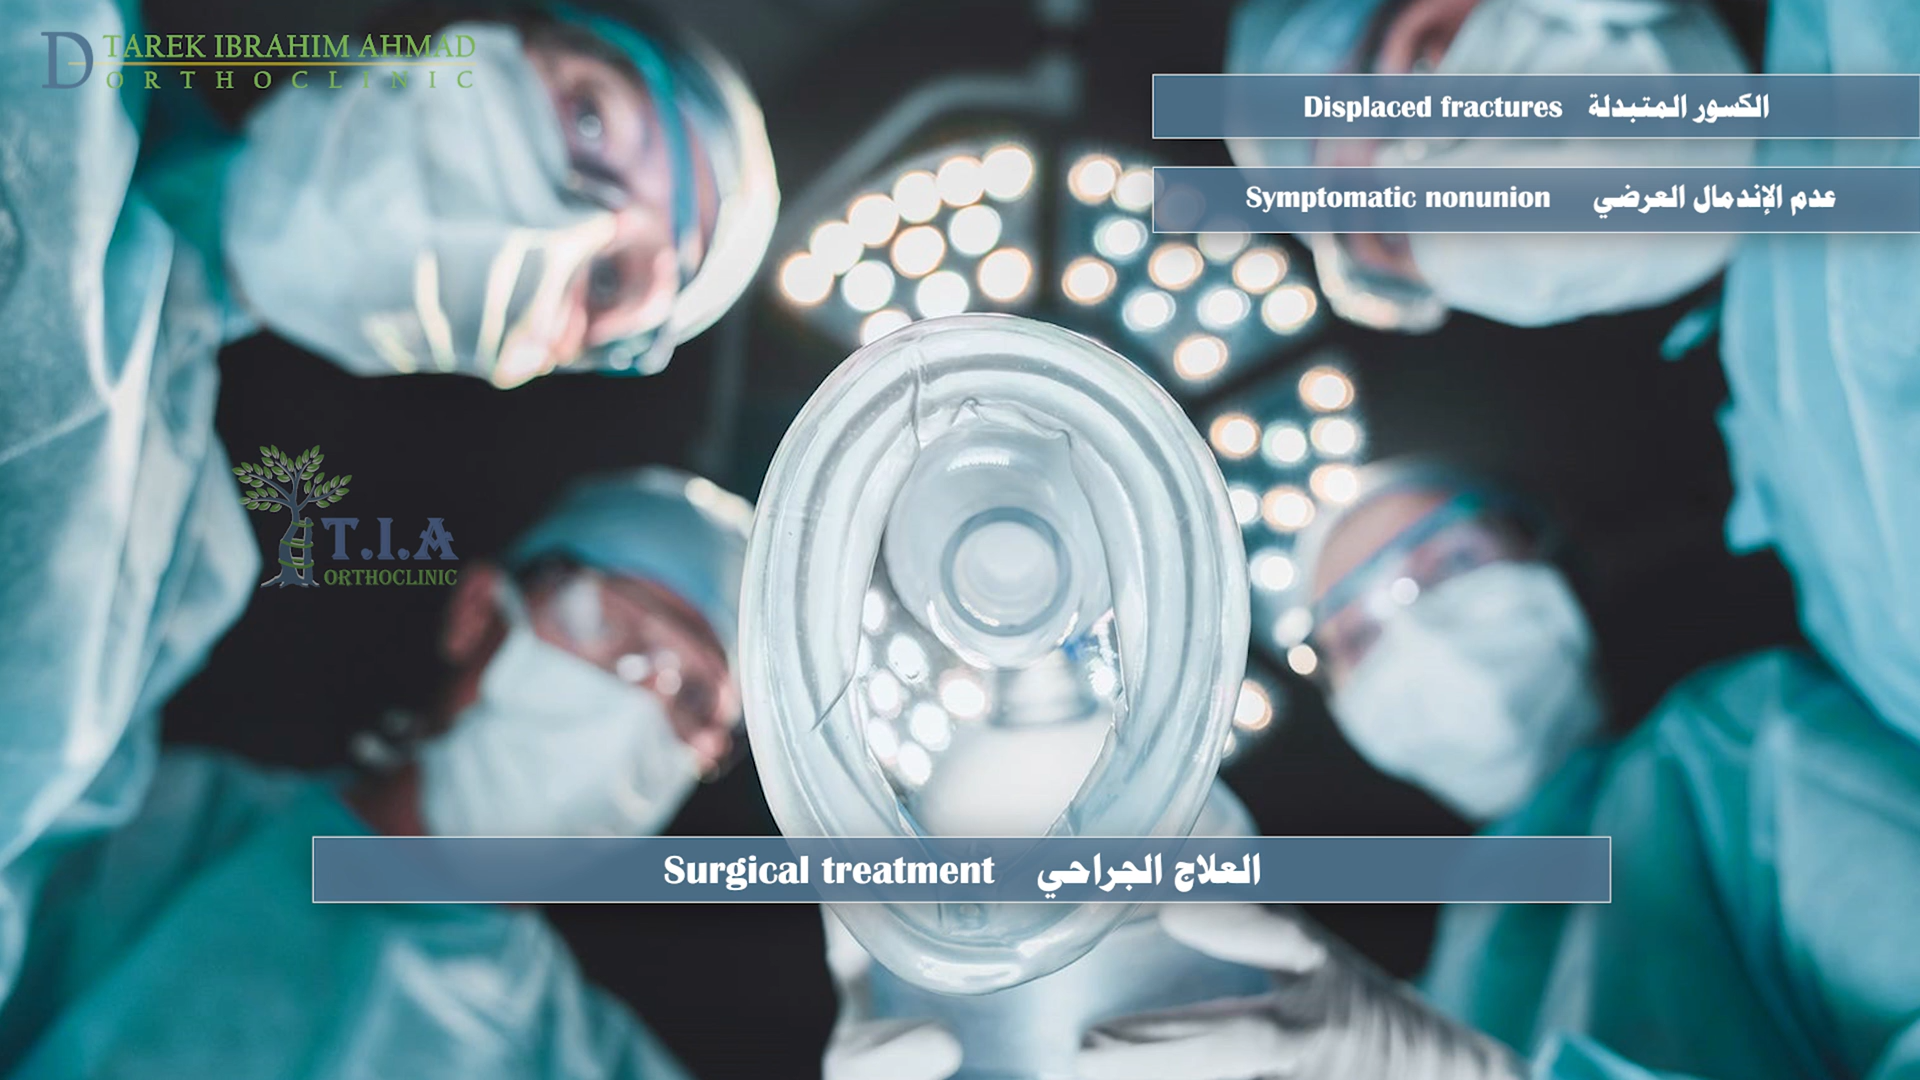 D TAREK IBRAHIM AHMAD
ORTHOCLINIC
Displaced fractures الكسور المتبدلة
Symptomatic nonunion عدم الإندمال العرضي
T.I.A
ORTHOCLINIC
Surgical treatment العلاج الجراحي